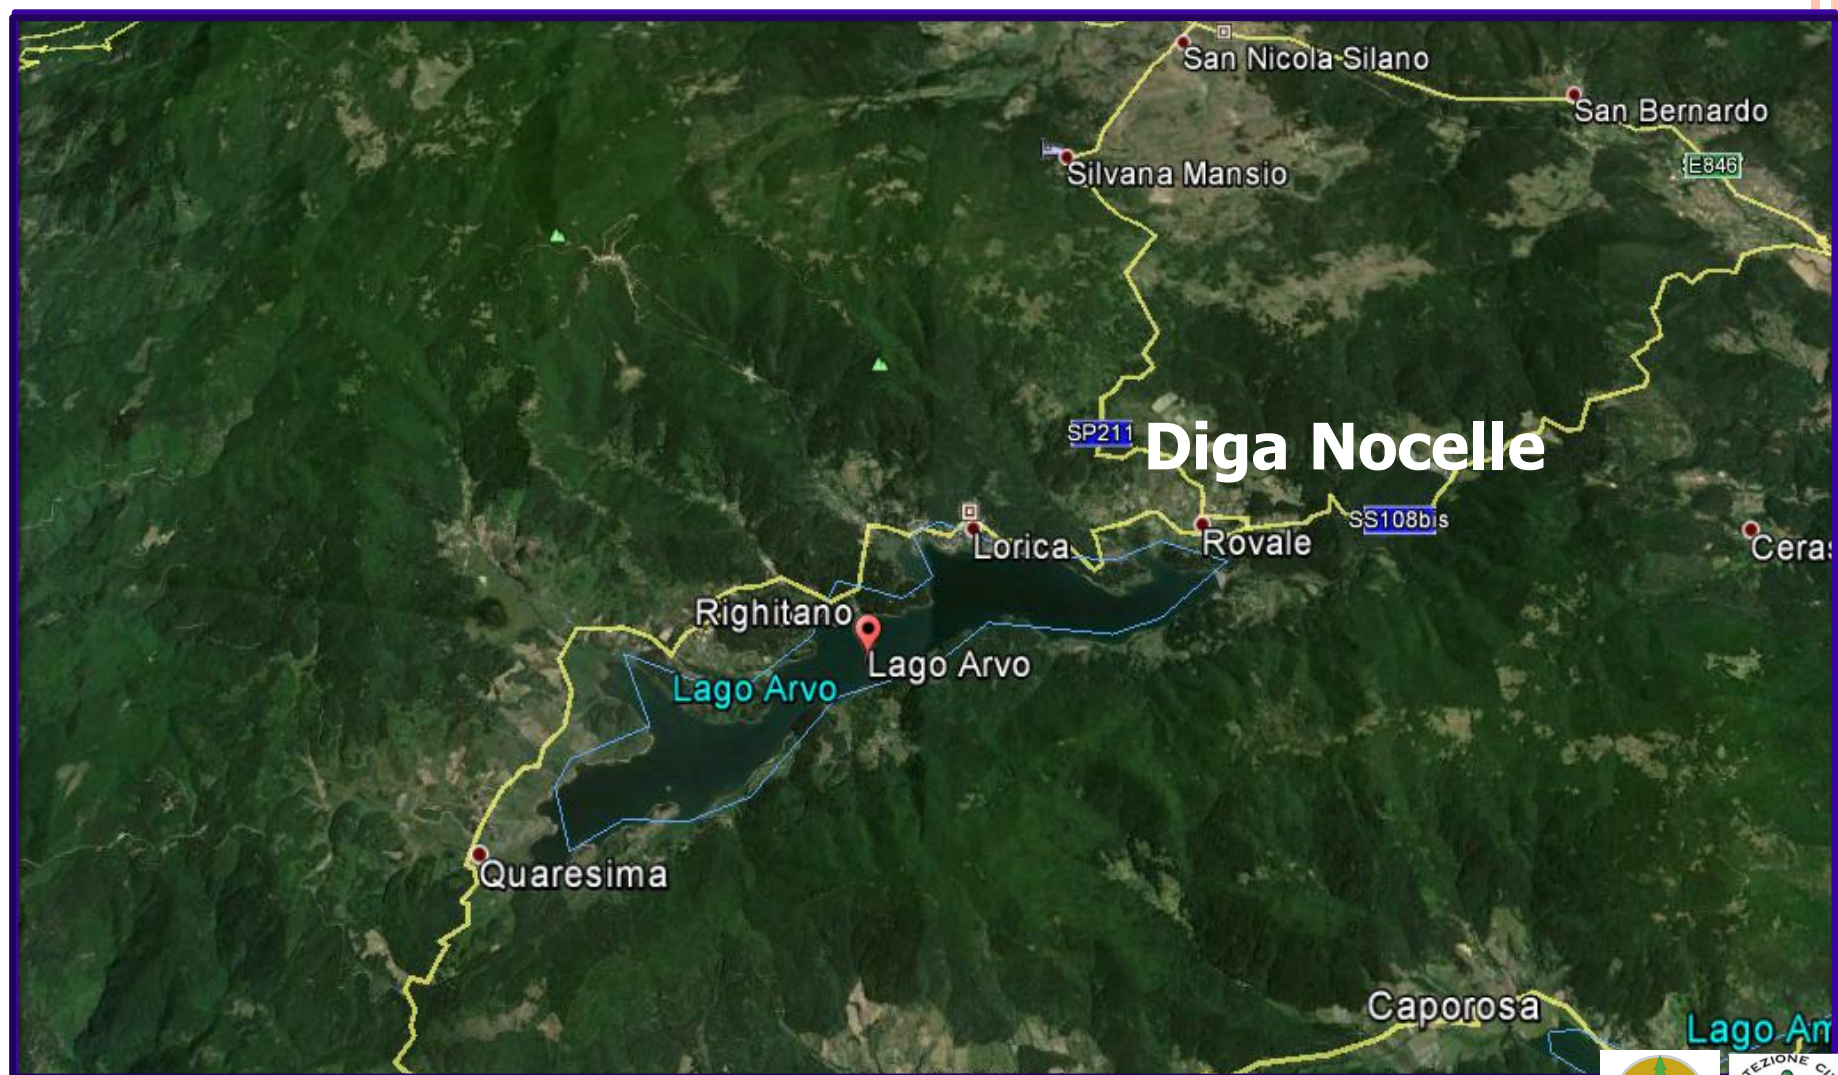 San Nicola Silano
San Bernardo
E846
Silvana Mansio
SP211
Diga Nocelle
SS108bis
Lorica
Rovale
Righitano
Lago Arvo
Lago Arvo
Quaresima
Caporosa
Lago